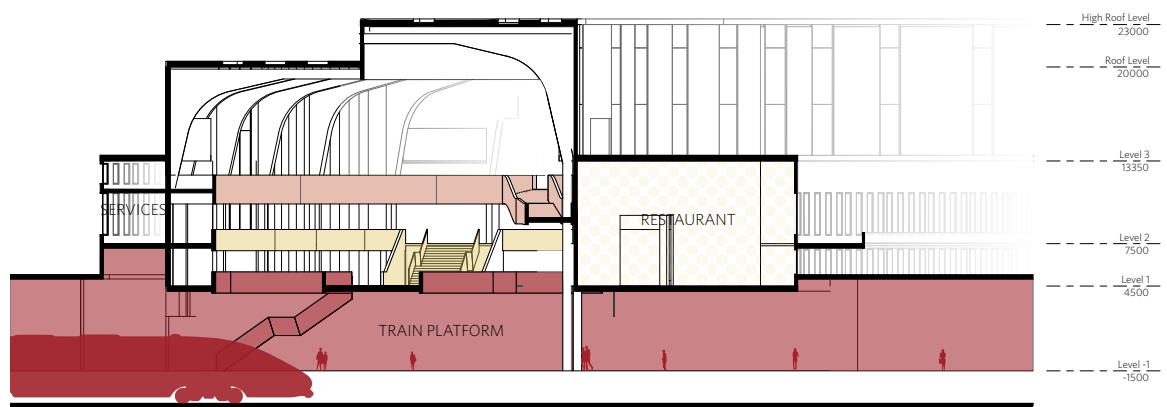 High Roof Level
23000
Roof Level
20000
Level 3
13350
SERVICES
RESTAURANT
Level 2
7500
Level 1
4500
TRAIN PLATFORM
Level -1
-1500